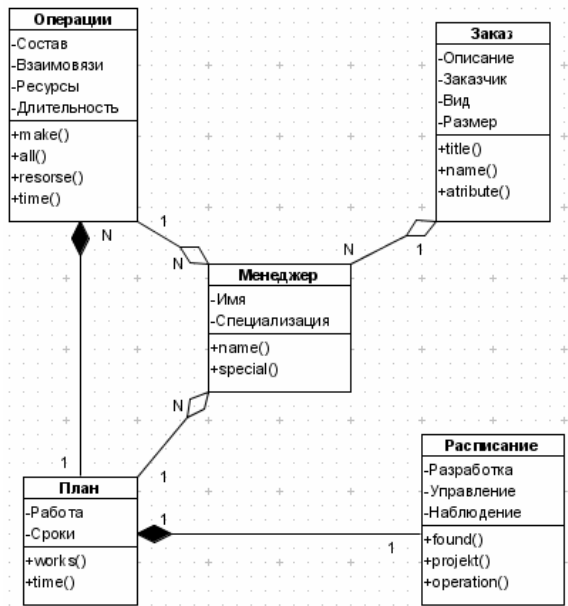 Операции
-Состав
-Взаимовязи
-Ресурсы
-Длительность
+make()
+all()
+resorse()
+time()
Заказ
-Описание
-Заказчик
-Вид
-Размер
+title()
+name()
+atribute()
N
1
N
N
1
Менеджер
-Имя
-Специализация
+name()
+special()
N
1
1
План
-Работа
-Сроки
+works()
+time()
1
1
Расписание
-Разработка
-Управление
-Наблюдение
+found()
+projekt()
+operation()